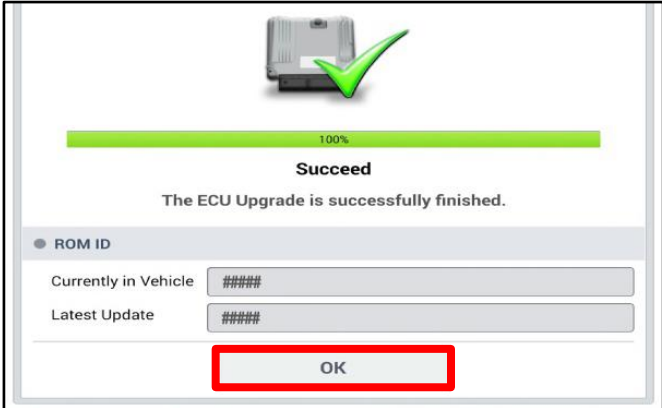 100%
Succeed
The ECU Upgrade is successfully finished.
ROM ID
Currently in Vehicle #####
Latest Update #####
OK